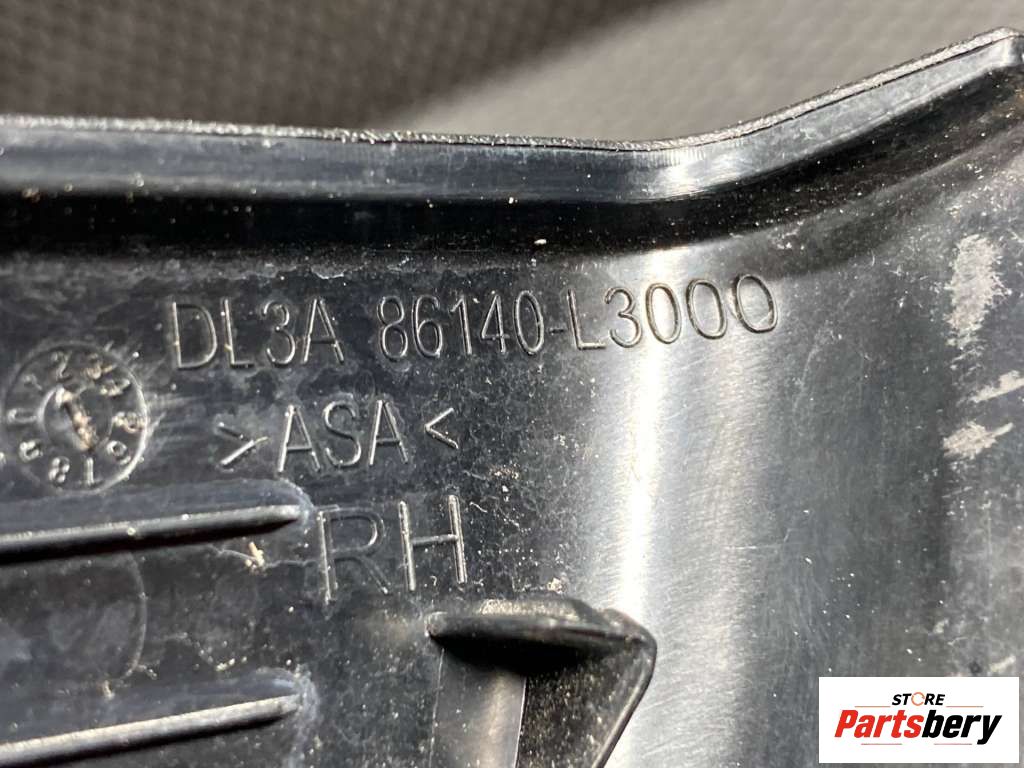 DL3A 86140-L3000
>ASA<
RH
STORE
Partsbery